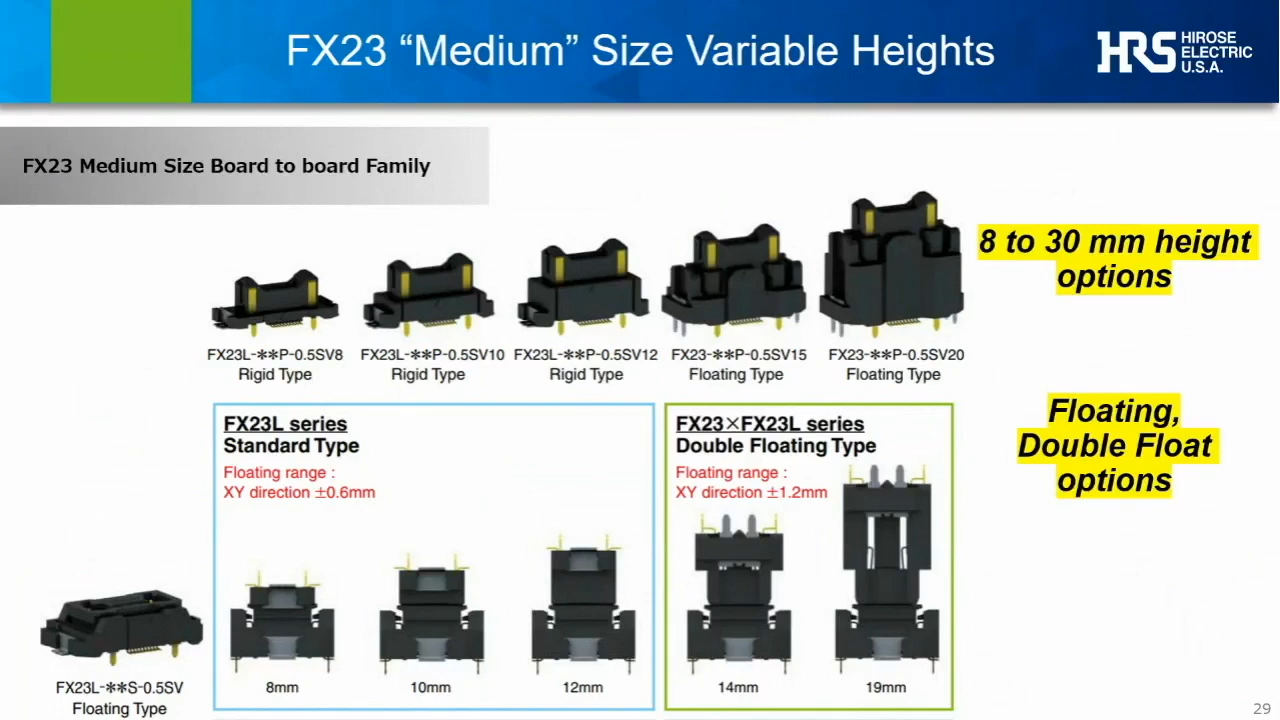 FX23 “Medium” Size Variable Heights
HRS HIROSE
ELECTRIC
U.S.A.
FX23 Medium Size Board to board Family
8 to 30 mm height
options
FX23L-**P-0.5SV8
Rigid Type
FX23L-**P-0.5SV10
Rigid Type
FX23L-**P-0.5SV12
Rigid Type
FX23-**P-0.5SV15
Floating Type
FX23-**P-0.5SV20
Floating Type
FX23L series
Standard Type
Floating range :
XY direction ±0.6mm
FX23×FX23L series
Double Floating Type
Floating range :
XY direction ±1.2mm
Floating,
Double Float
options
8mm
10mm
12mm
14mm
19mm
FX23L-**S-0.5SV
Floating Type
29